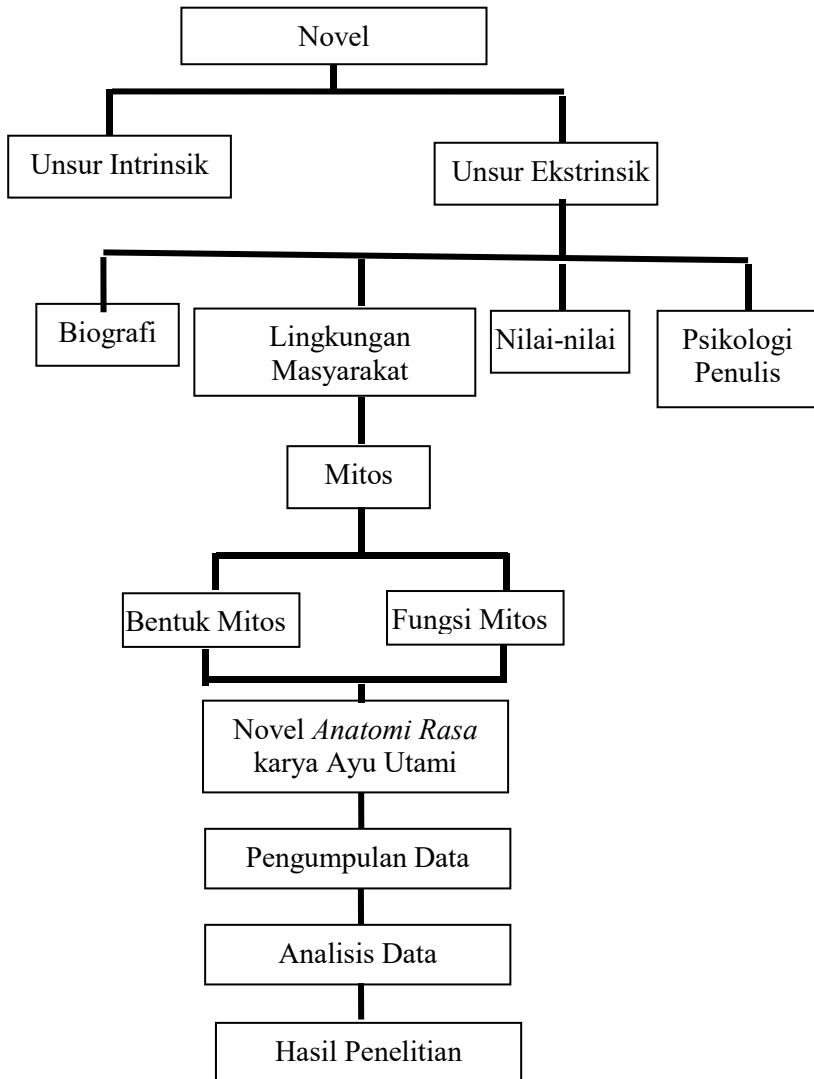 Novel
Unsur Intrinsik
Unsur Ekstrinsik
Biografi
Lingkungan
Masyarakat
Nilai-nilai
Psikologi
Penulis
Mitos
Bentuk Mitos
Fungsi Mitos
Novel Anatomi Rasa
karya Ayu Utami
Pengumpulan Data
Analisis Data
Hasil Penelitian